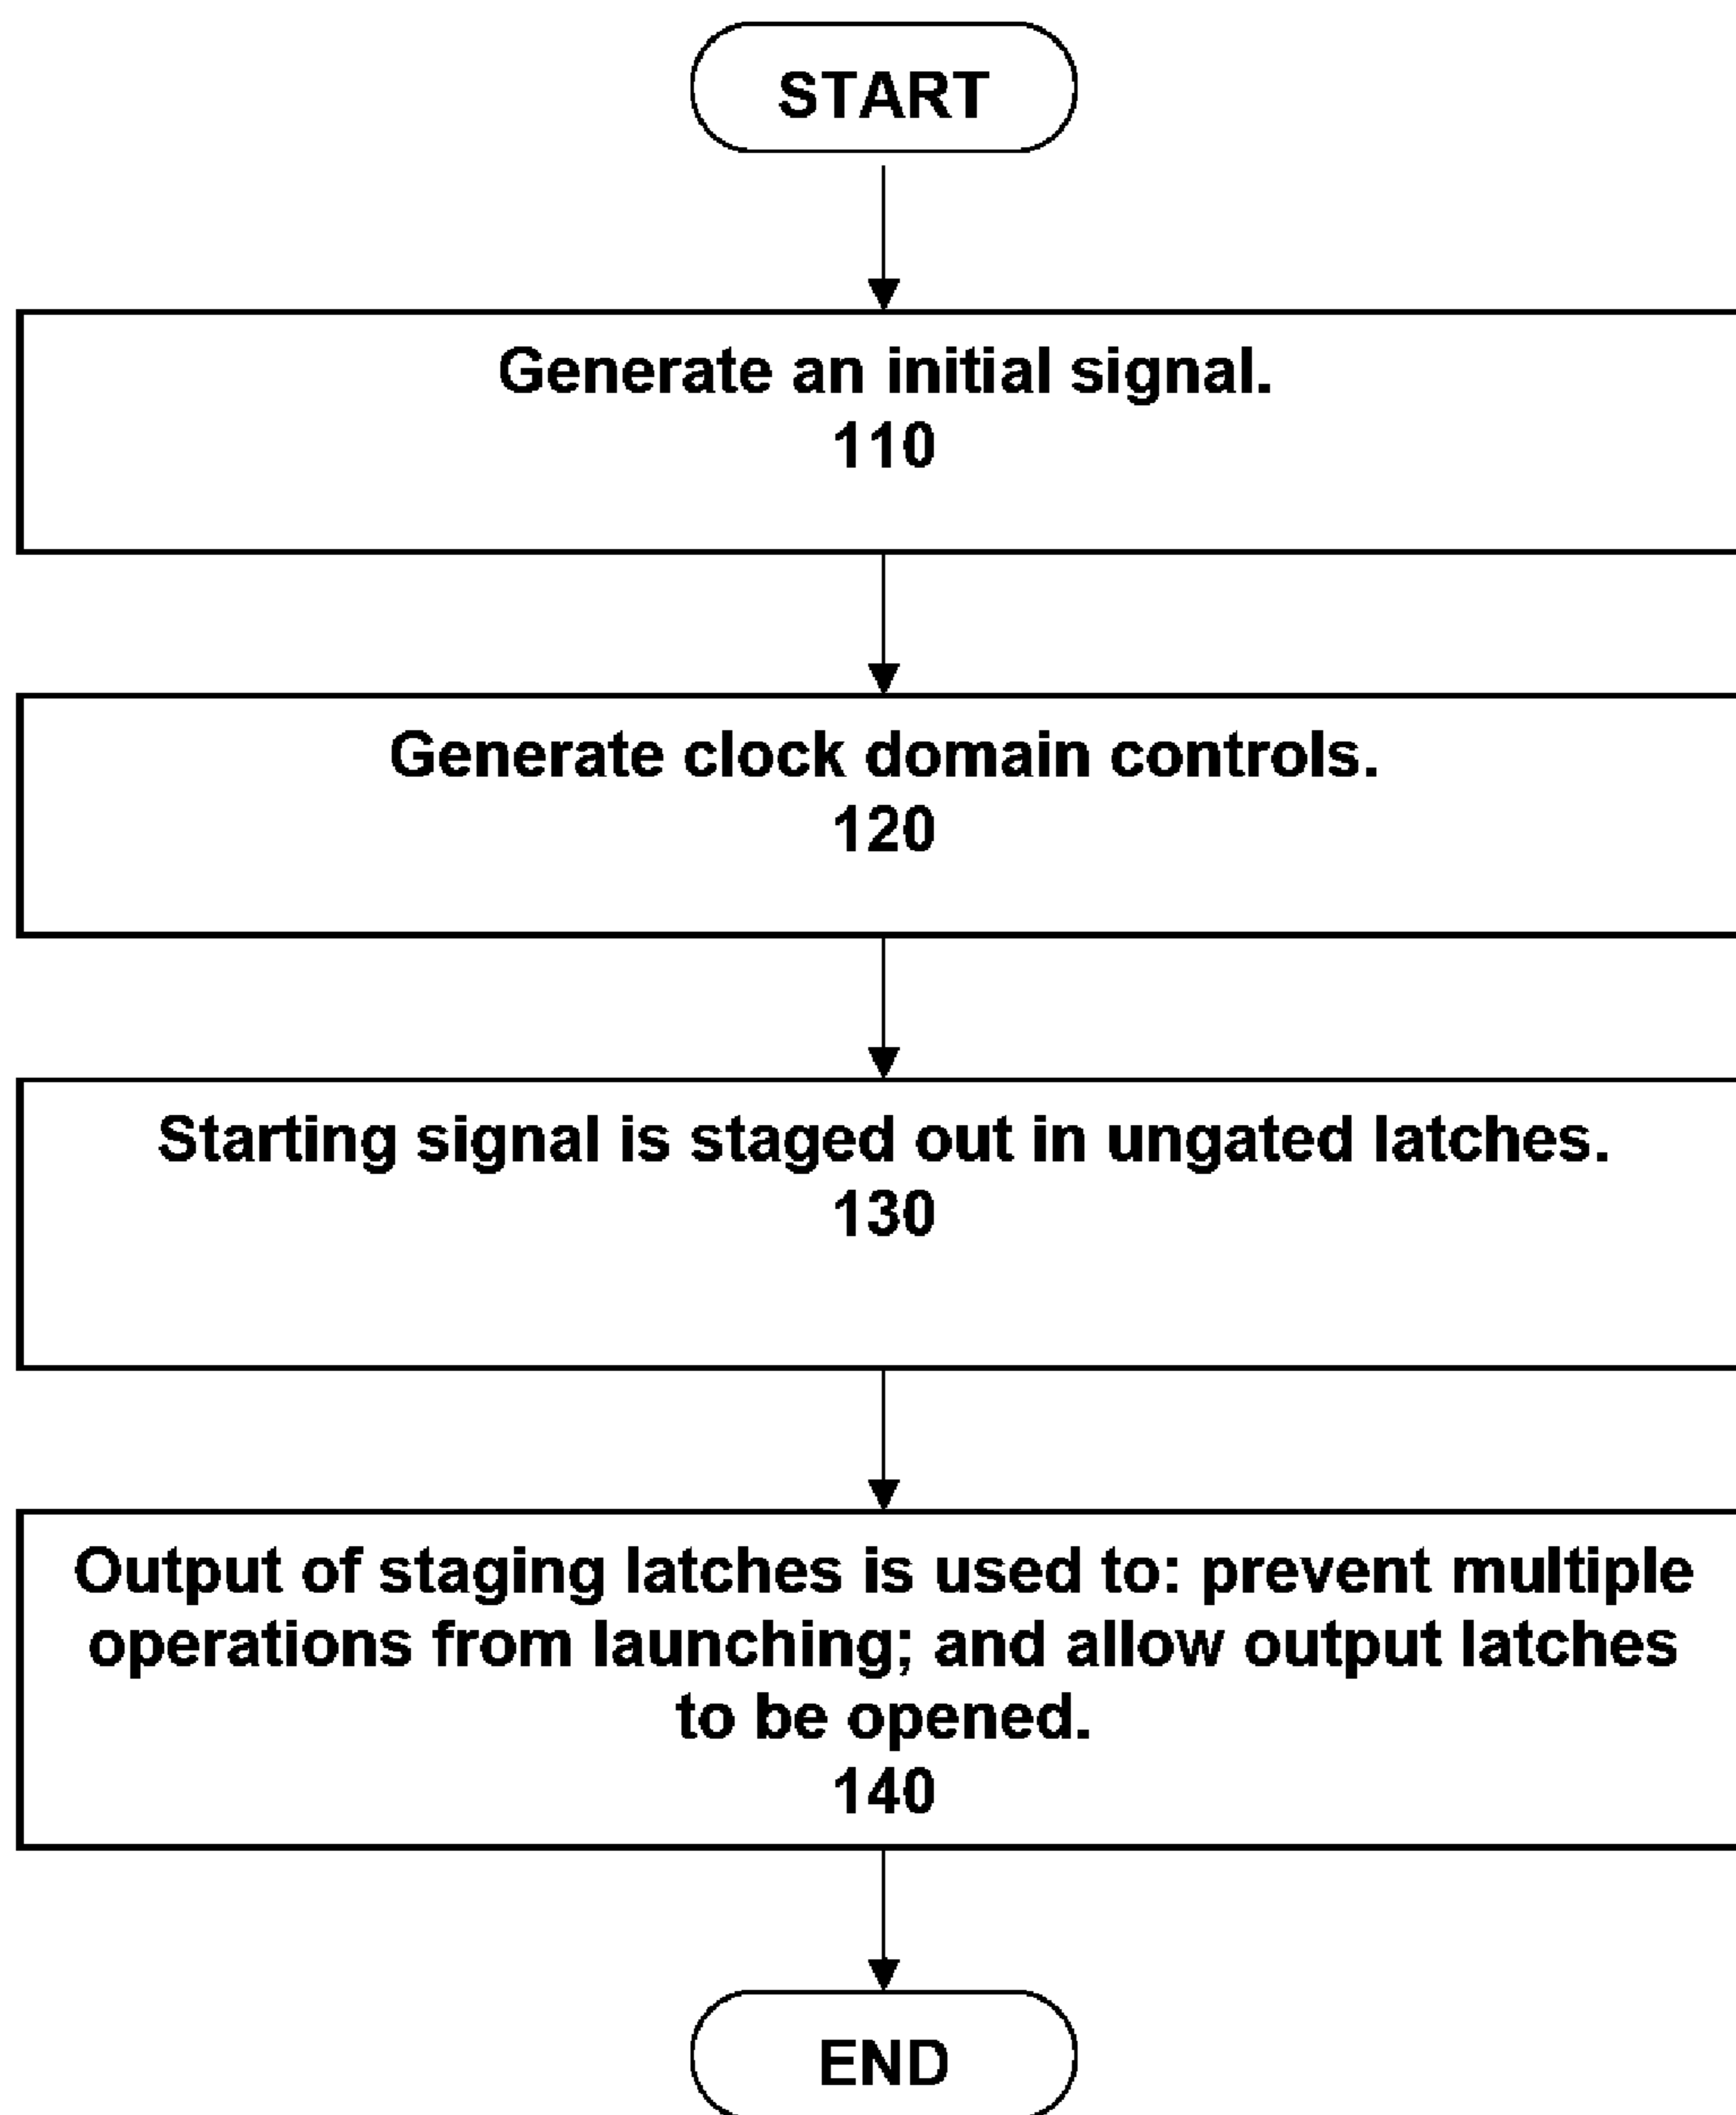 START
Generate an initial signal.
110
Generate clock domain controls.
120
Starting signal is staged out in ungated latches.
130
Output of staging latches is used to: prevent multiple
operations from launching; and allow output latches
to be opened.
140
END